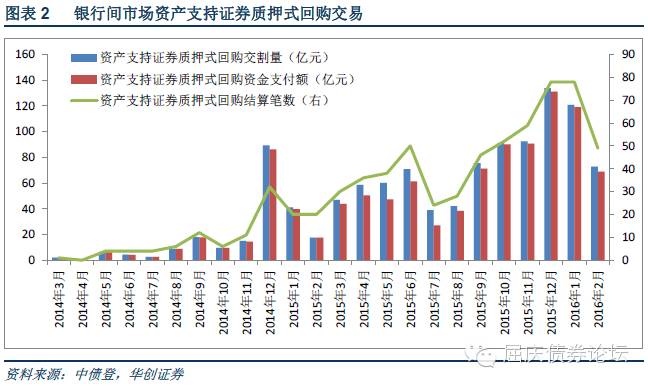 图表 2 银行间市场资产支持证券质押式回购交易
资产支持证券质押式回购交割量（亿元）
资产支持证券质押式回购资金支付额（亿元）
资产支持证券质押式回购结算笔数（右）
160
140
120
100
80
60
40
20
0
90
80
70
60
50
40
30
20
10
0
2014年3月
2014年4月
2014年5月
2014年6月
2014年7月
2014年8月
2014年9月
2014年10月
2014年11月
2014年12月
2015年1月
2015年2月
2015年3月
2015年4月
2015年5月
2015年6月
2015年7月
2015年8月
2015年9月
2015年10月
2015年11月
2015年12月
2016年1月
2016年2月
资料来源：中债登，华创证券
屈庆债券论坛